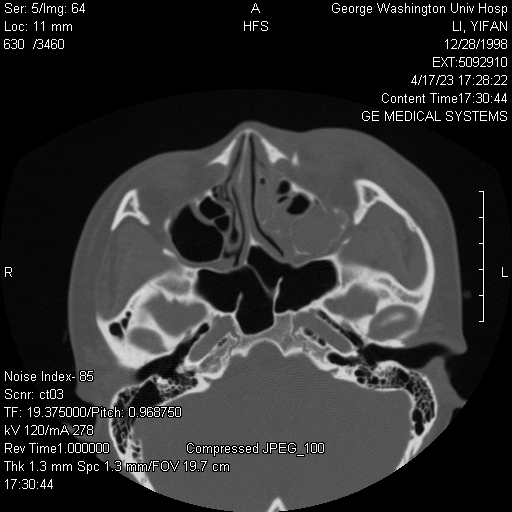 Ser: 5/Img: 64
Loc: 11 mm
630 /3460
A
HFS
George Washington Univ Hosp
LI, YIFAN
12/28/1998
EXT:5092910
4/17/23 17:28:22
Content Time17:30:44
GE MEDICAL SYSTEMS
R
L
Noise Index- 85
Scnr: ct03
TF: 19.375000/Pitch: 0.968750
kV 120/mA 278
Rev Time1.000000
Compressed JPEG_100
Thk 1.3 mm Spc 1.3 mm/FOV 19.7 cm
17:30:44